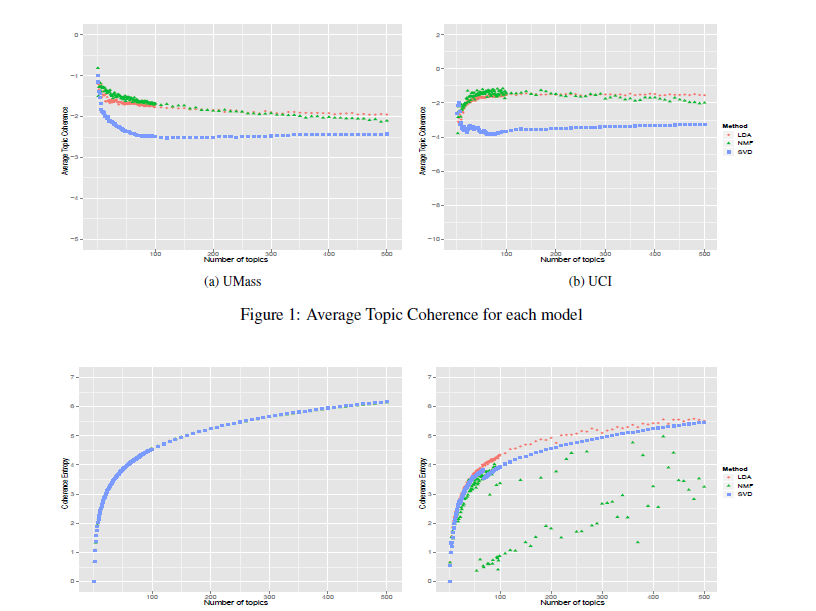 0
−1
−2
−3
−4
−5
Average Topic Coherence
100 200 300 400 500
Number of topics
(a) UMass
2
0
−2
−4
−6
−8
−10
Average Topic Coherence
100 200 300 400 500
Number of topics
(b) UCI
Method
LDA
NMF
SVD
Figure 1: Average Topic Coherence for each model
7
6
5
4
3
2
1
0
Coherence Entropy
100 200 300 400 500
Number of topics
7
6
5
4
3
2
1
0
Coherence Entropy
100 200 300 400 500
Number of topics
Method
LDA
NMF
SVD